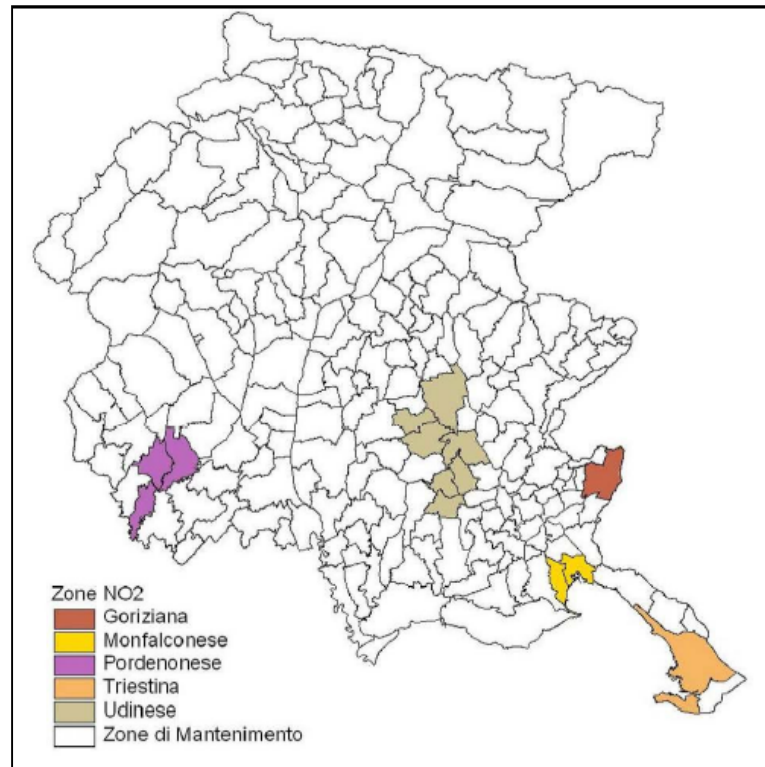 Zone NO2
Goriziana
Monfalconese
Pordenonese
Triestina
Udinese
Zone di Mantenimento